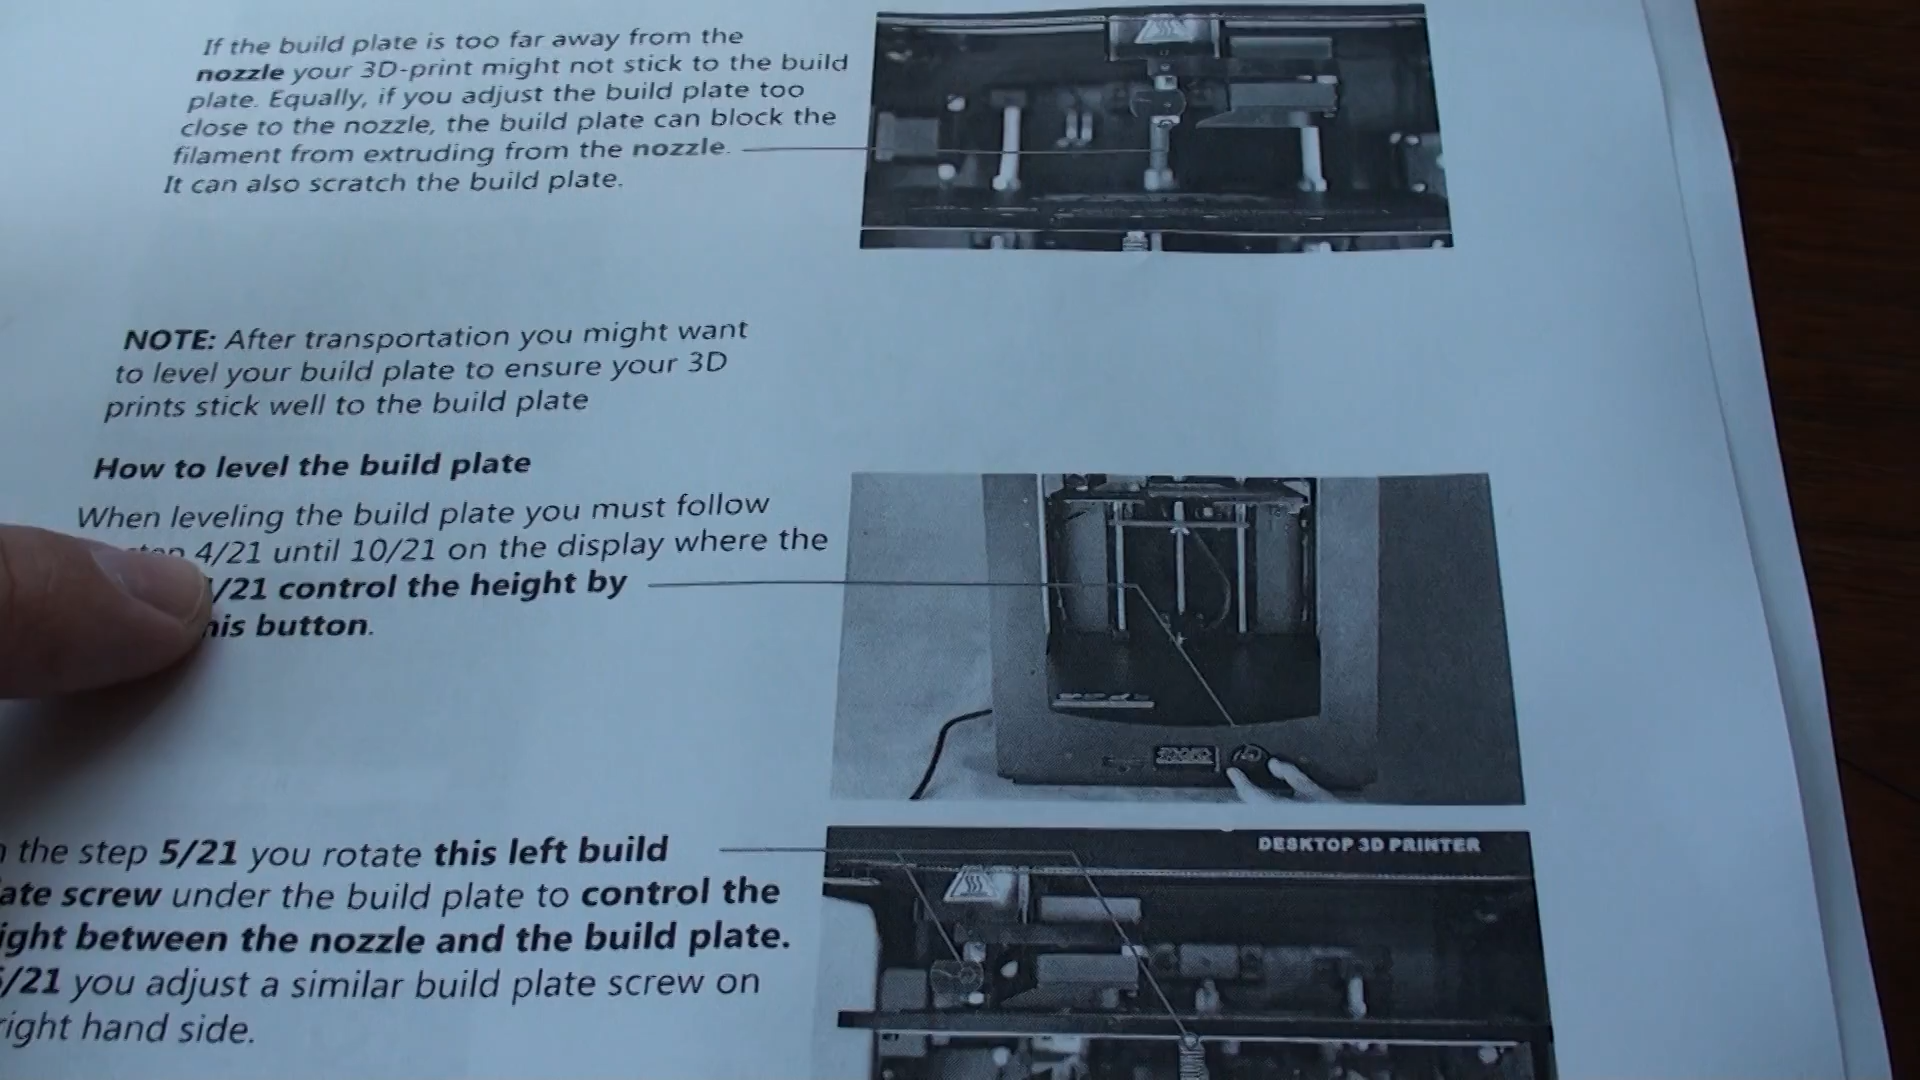 If the build plate is too far away from the
nozzle your 3D-print might not stick to the build
plate. Equally, if you adjust the build plate too
close to the nozzle, the build plate can block the
filament from extruding from the nozzle.
It can also scratch the build plate.
NOTE: After transportation you might want
to level your build plate to ensure your 3D
prints stick well to the build plate
How to level the build plate
When leveling the build plate you must follow
4/21 until 10/21 on the display where the
/21 control the height by
button.
DESKTOP 3D PRINTER
the step 5/21 you rotate this left build
screw under the build plate to control the
between the nozzle and the build plate.
/21 you adjust a similar build plate screw on
right hand side.